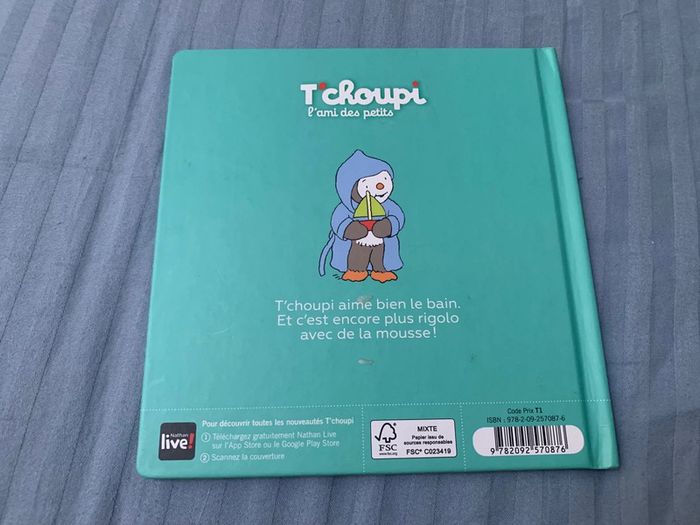 T'choupi
l'ami des petits
T'choupi aime bien le bain.
Et c'est encore plus rigolo
avec de la mousse !
Nathan
live!
Pour découvrir toutes les nouveautés T'choupi
1 Téléchargez gratuitement Nathan Live
sur l'App Store ou le Google Play Store
2 Scannez la couverture
FSC
www.fsc.org
MIXTE
Papier issu de
sources responsables
FSC® C023419
Code Prix T1
ISBN : 978-2-09-257087-6
9 782092 570876